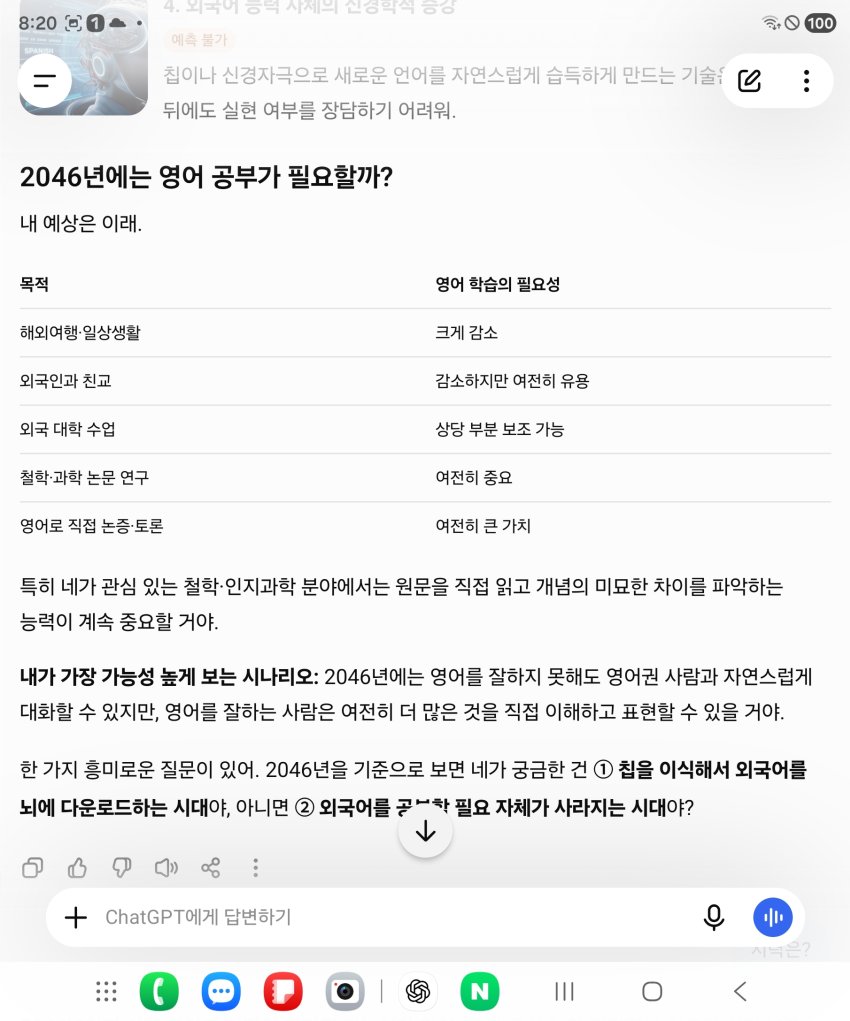 8:20
1
100
4. 외국어 능력 자체의 신경학적 증강
SPANISH
예측 불가
칩이나 신경자극으로 새로운 언어를 자연스럽게 습득하게 만드는
뒤에도 실현 여부를 장담하기 어려워.
2046년에는 영어 공부가 필요할까?
내 예상은 이래.
목적 영어 학습의 필요성
해외여행·일상생활 크게 감소
외국인과 친교 감소하지만 여전히 유용
외국 대학 수업 상당 부분 보조 가능
철학·과학 논문 연구 여전히 중요
영어로 직접 논증·토론 여전히 큰 가치
특히 네가 관심 있는 철학·인지과학 분야에서는 원문을 직접 읽고 개념의 미묘한 차이를 파악하는
능력이 계속 중요할 거야.
내가 가장 가능성 높게 보는 시나리오: 2046년에는 영어를 잘하지 못해도 영어권 사람과 자연스럽게
대화할 수 있지만, 영어를 잘하는 사람은 여전히 더 많은 것을 직접 이해하고 표현할 수 있을 거야.
한 가지 흥미로운 질문이 있어. 2046년을 기준으로 보면 네가 궁금한 건 ① 칩을 이식해서 외국어를
뇌에 다운로드하는 시대야, 아니면 ② 외국어를 공부할 필요 자체가 사라지는 시대야?
ChatGPT에게 답변하기
N